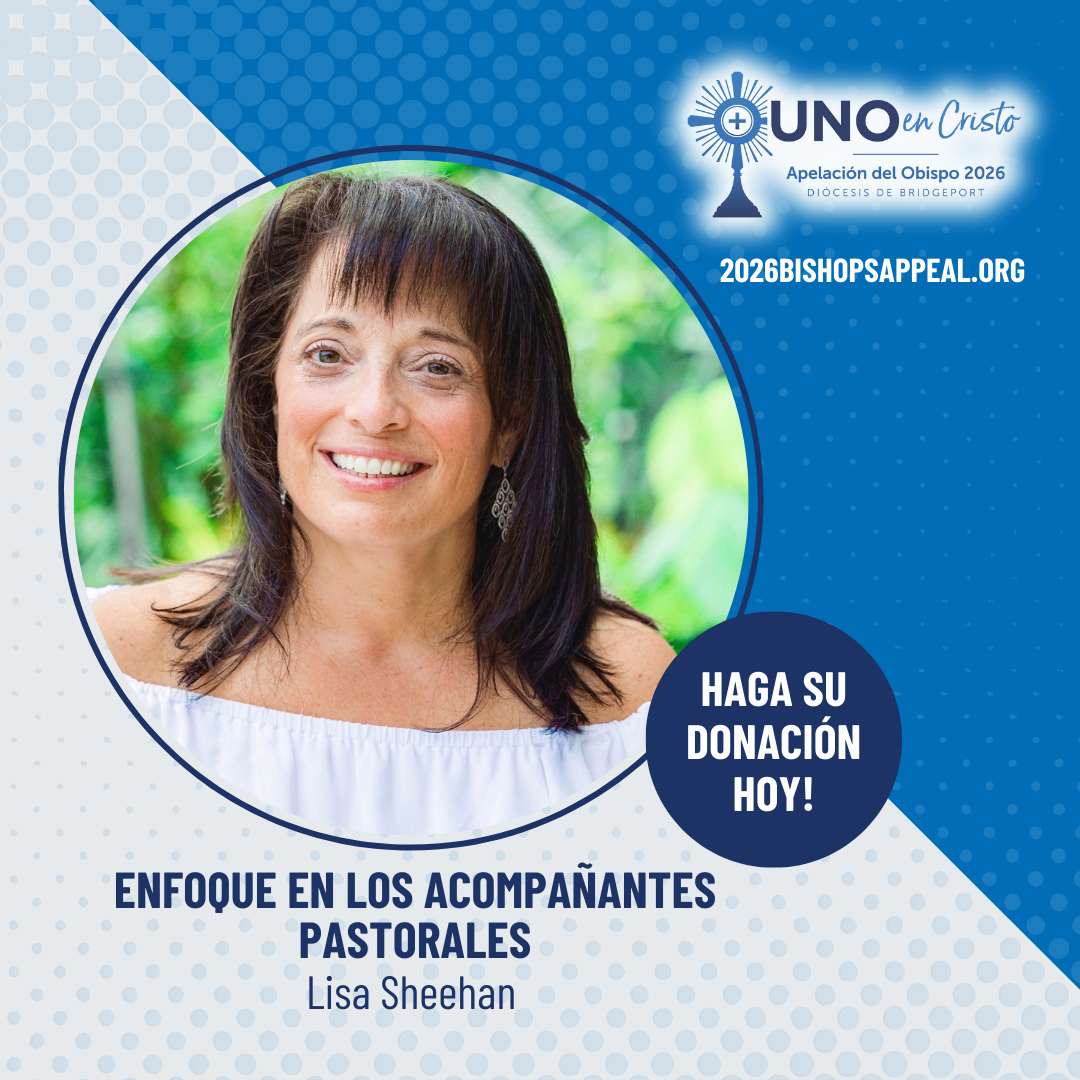 UNO en Cristo
Apelación del Obispo 2026
DIÓCESIS DE BRIDGEPORT
2026BISHOPSAPPEAL.ORG
HAGA SU
DONACIÓN
HOY!
ENFOQUE EN LOS ACOMPAÑANTES
PASTORALES
Lisa Sheehan